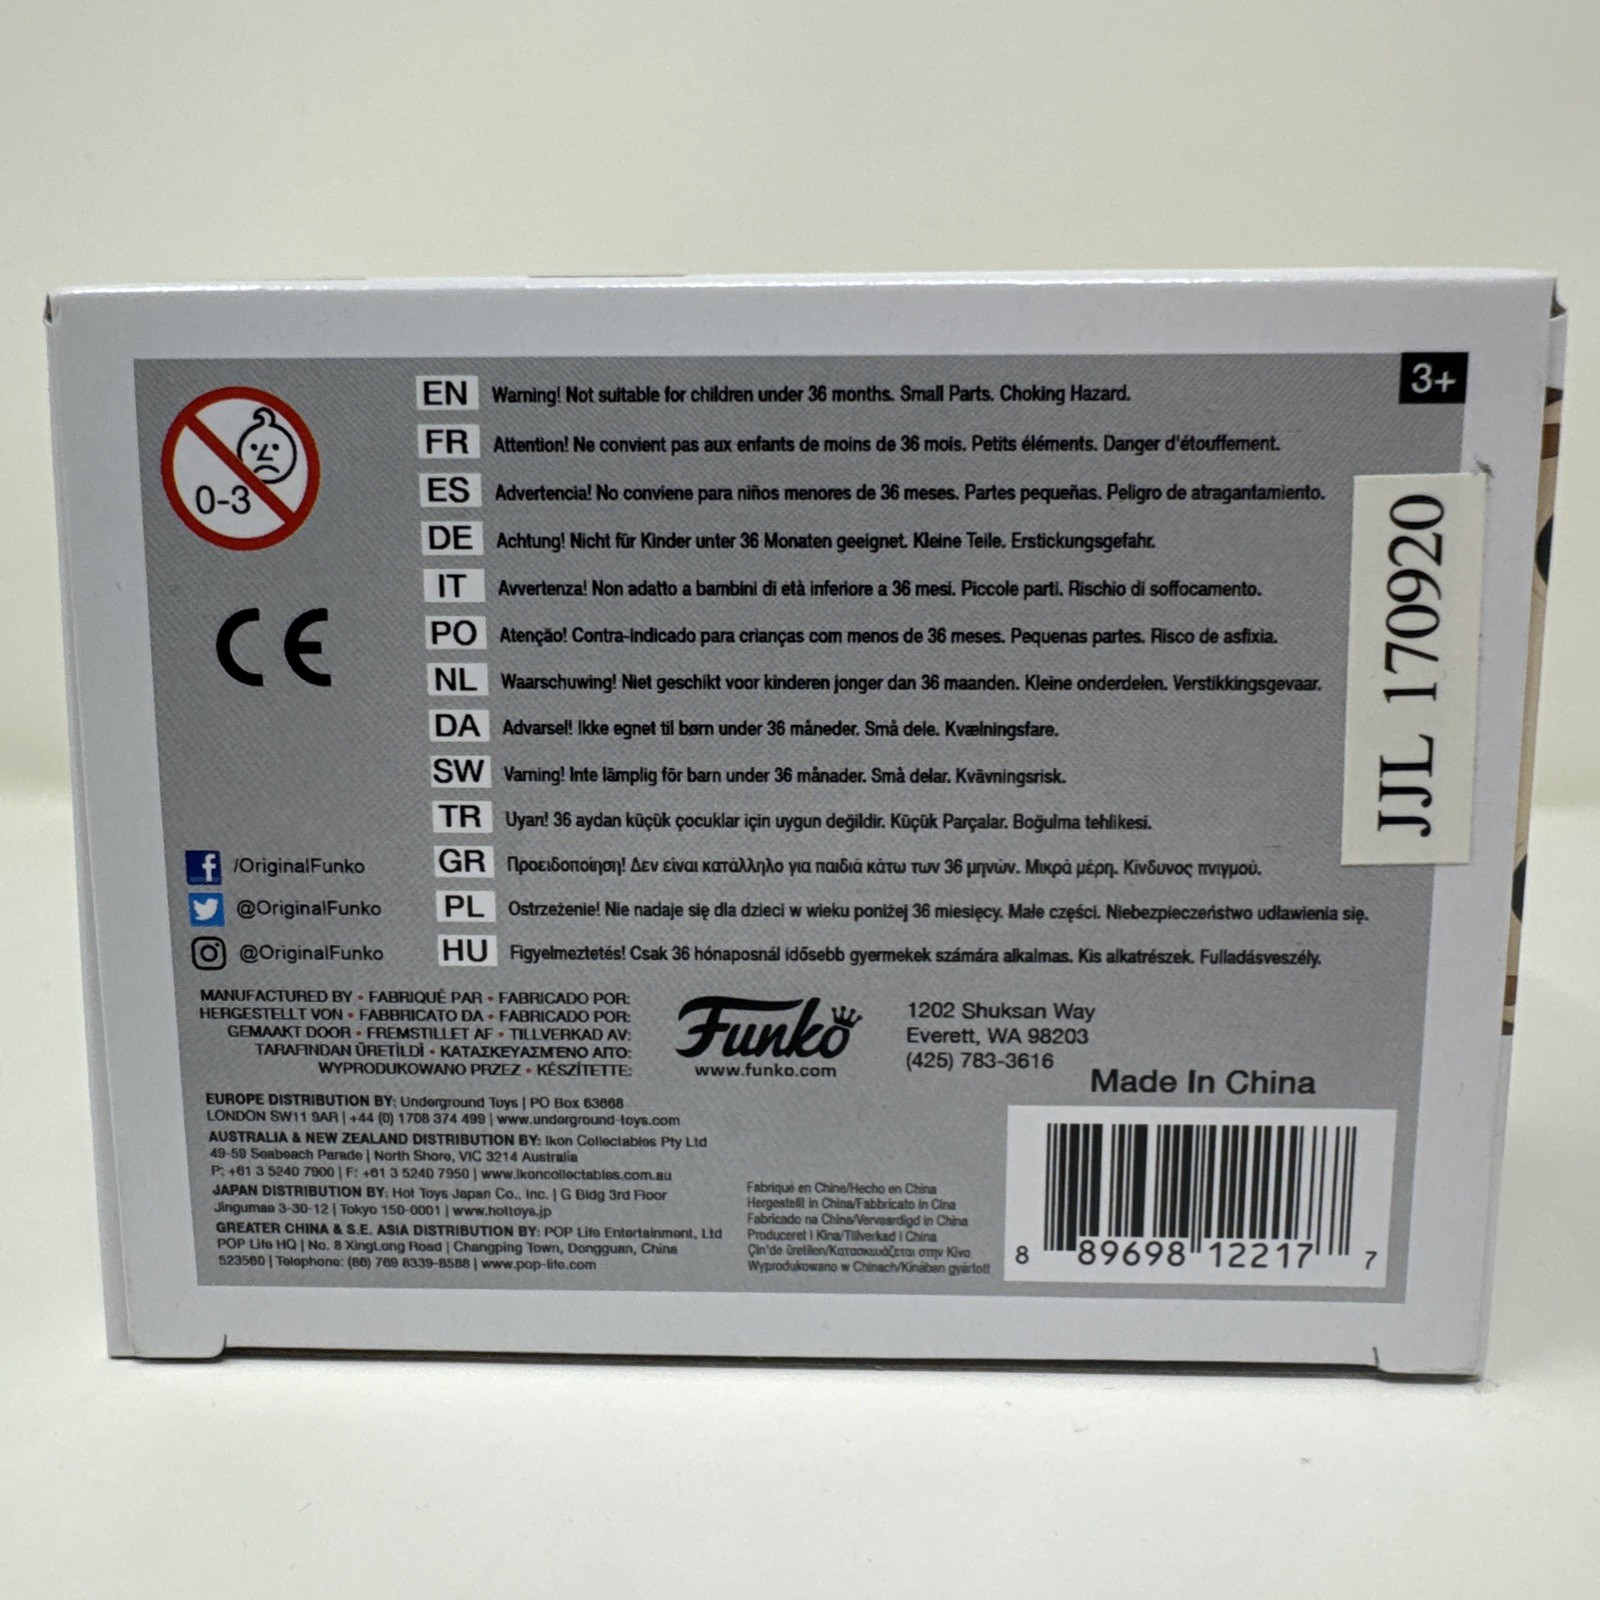 3+
0-3
EN Warning! Not suitable for children under 36 months. Small Parts. Choking Hazard.
FR Attention! Ne convient pas aux enfants de moins de 36 mois. Petits éléments. Danger d'étouffement.
ES Advertencia! No conviene para niños menores de 36 meses. Partes pequeñas. Peligro de atragantamiento.
DE Achtung! Nicht für Kinder unter 36 Monaten geeignet. Kleine Teile. Erstickungsgefahr.
IT Avvertenza! Non adatto a bambini di età inferiore a 36 mesi. Piccole parti. Rischio di soffocamento.
PO Atenção! Contra-indicado para crianças com menos de 36 meses. Pequenas partes. Risco de asfixia.
NL Waarschuwing! Niet geschikt voor kinderen jonger dan 36 maanden. Kleine onderdelen. Verstikkingsgevaar.
DA Advarsel! Ikke egnet til børn under 36 måneder. Små dele. Kvælningsfare.
SW Varning! Inte lämplig för barn under 36 månader. Små delar. Kvävningsrisk.
TR Uyarı! 36 aydan küçük çocuklar için uygun değildir. Küçük Parçalar. Boğulma tehlikesi.
GR Προειδοποίηση! Δεν είναι κατάλληλο για παιδιά κάτω των 36 μηνών. Μικρά μέρη. Κίνδυνος πνιγμού.
PL Ostrzeżenie! Nie nadaje się dla dzieci w wieku poniżej 36 miesięcy. Małe części. Niebezpieczeństwo udławienia się.
HU Figyelmeztetés! Csak 36 hónaposnál idősebb gyermekek számára alkalmas. Kis alkatrészek. Fulladásveszély.
CE
/OriginalFunko
@OriginalFunko
@OriginalFunko
JJL 170920
MANUFACTURED BY • FABRIQUÉ PAR • FABRICADO POR:
HERGESTELLT VON • FABBRICATO DA • FABRICADO POR:
GEMAAKT DOOR • FREMSTILLET AF • TILLVERKAD AV:
TARAFINDAN ÜRETİLDİ • ΚΑΤΑΣΚΕΥΑΣΜΈΝΟ ΑΠΌ:
WYPRODUKOWANO PRZEZ • KÉSZÍTETTE:
Funko
www.funko.com
1202 Shuksan Way
Everett, WA 98203
(425) 783-3616
Made In China
EUROPE DISTRIBUTION BY: Underground Toys | PO Box 63668
LONDON SW11 9AR | +44 (0) 1708 374 499 | www.underground-toys.com
AUSTRALIA & NEW ZEALAND DISTRIBUTION BY: Ikon Collectables Pty Ltd
49-59 Seabeach Parade | North Shore, VIC 3214 Australia
P: +61 3 5240 7900 | F: +61 3 5240 7950 | www.ikoncollectables.com.au
JAPAN DISTRIBUTION BY: Hot Toys Japan Co., Inc. | G Bldg 3rd Floor
Jingumae 3-30-12 | Tokyo 150-0001 | www.hottoys.jp
GREATER CHINA & S.E. ASIA DISTRIBUTION BY: POP Life Entertainment, Ltd
POP Life HQ | No. 8 XingLong Road | Changping Town, Dongguan, China
523560 | Telephone: (86) 769 8339-8588 | www.pop-life.com
Fabriqué en Chine/Hecho en China
Hergestellt in China/Fabbricato in Cina
Fabricado na China/Vervaardigd in China
Produceret i Kina/Tillverkad i China
Çin'de üretilen/Κατασκευάζεται στην Κίνα
Wyprodukowano w Chinach/Kínában gyártott
8 89698 12217 7